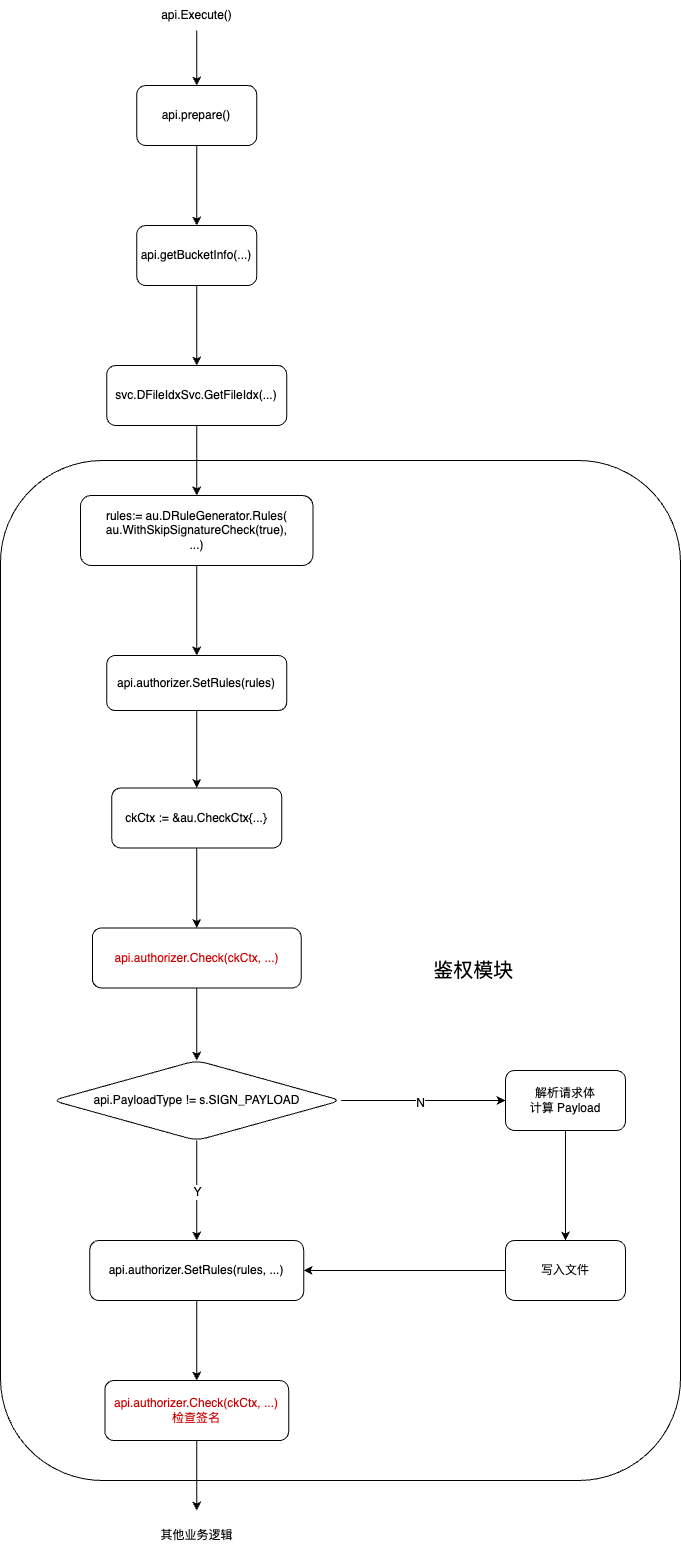 api.Execute()
api.prepare()
api.getBucketInfo(...)
svc.DFileIdxSvc.GetFileIdx(...)
rules:= au.DRuleGenerator.Rules(
au.WithSkipSignatureCheck(true),
...)
api.authorizer.SetRules(rules)
ckCtx := &au.CheckCtx{...}
api.authorizer.Check(ckCtx, ...)
鉴权模块
api.PayloadType != s.SIGN_PAYLOAD
N
解析请求体
计算 Payload
Y
api.authorizer.SetRules(rules, ...)
写入文件
api.authorizer.Check(ckCtx, ...)
检查签名
其他业务逻辑